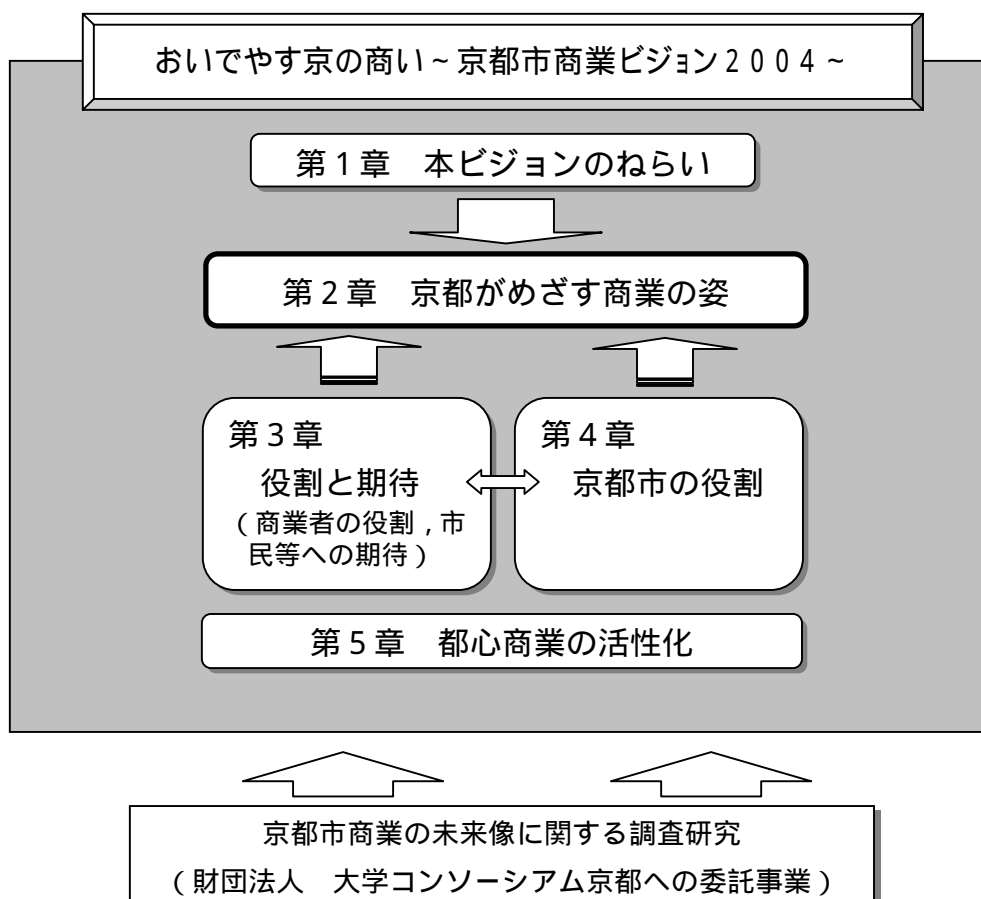 おいでやす京の商い~京都市商業ビジョン２００４~
第１章　本ビジョンのねらい
第２章　京都がめざす商業の姿
第３章
役割と期待
（商業者の役割，市
民等への期待）
第４章
京都市の役割
第５章　都心商業の活性化
京都市商業の未来像に関する調査研究
（財団法人　大学コンソーシアム京都への委託事業）